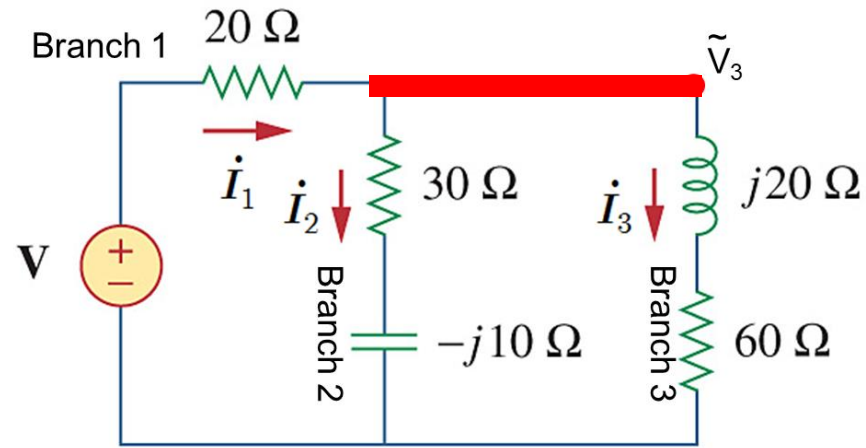 20 Ω
Branch 1
Ṽ₃
İ₁
İ₂
30 Ω
İ₃
j20 Ω
V
+
−
Branch 2
−j10 Ω
Branch 3
60 Ω